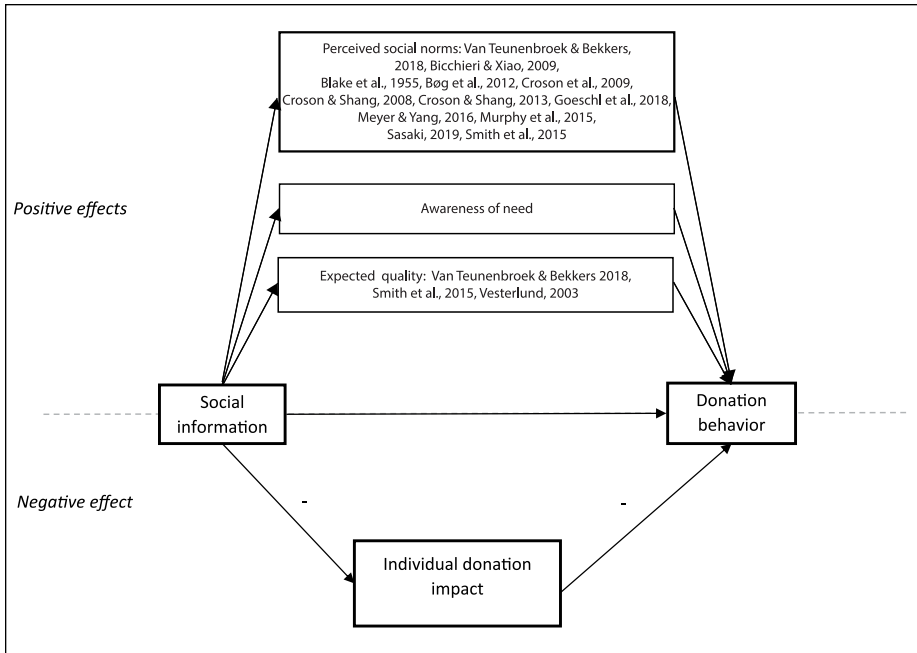 Perceived social norms: Van Teunenbroek & Bekkers,
2018, Bicchieri & Xiao, 2009,
Blake et al., 1955, Bøg et al., 2012, Croson et al., 2009,
Croson & Shang, 2008, Croson & Shang, 2013, Goeschl et al., 2018,
Meyer & Yang, 2016, Murphy et al., 2015,
Sasaki, 2019, Smith et al., 2015
Positive effects
Awareness of need
Expected quality: Van Teunenbroek & Bekkers 2018,
Smith et al., 2015, Vesterlund, 2003
Social
information
Donation
behavior
Negative effect
-
-
Individual donation
impact